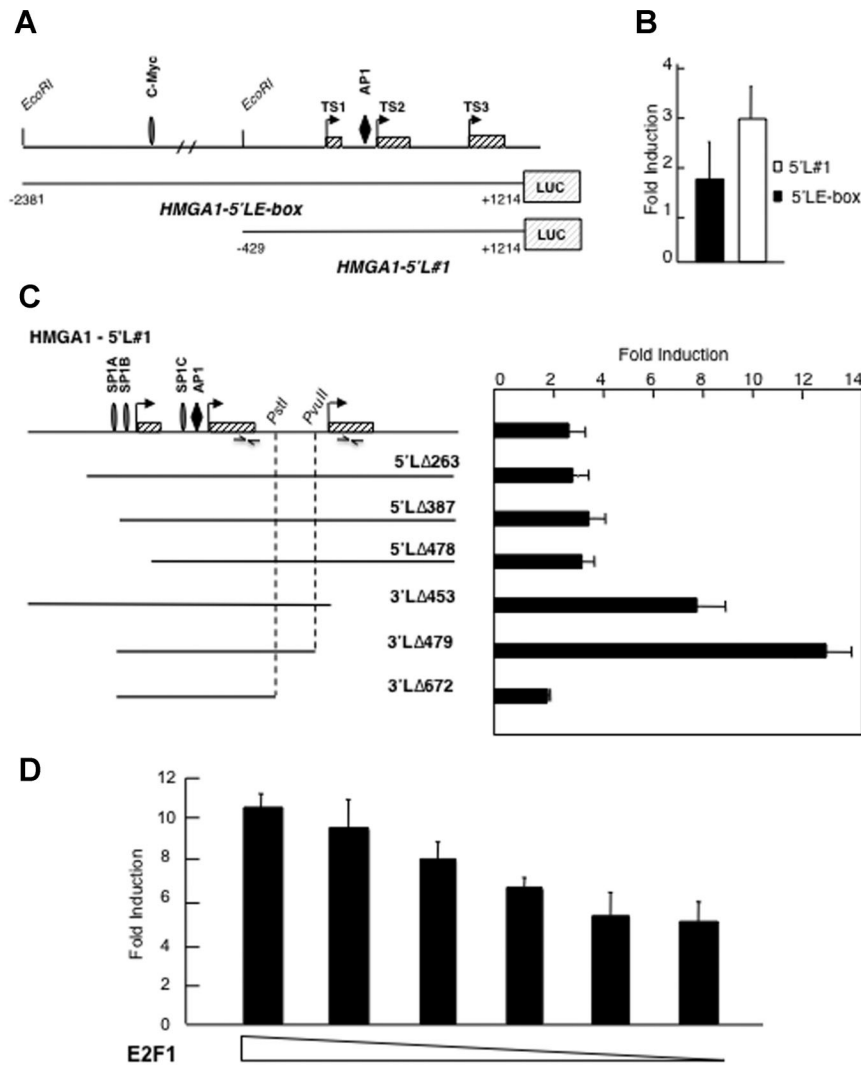 A
EcoRI
C-Myc
EcoRI
TS1
AP1
TS2
TS3
LUC
-2381
HMGA1-5'LE-box
+1214
LUC
-429
+1214
HMGA1-5'L#1
B
Fold Induction
4
3
2
1
0
5'L#1
5'LE-box
C
HMGA1 - 5'L#1
SP1A
SP1B
SP1C
AP1
PstI
PvuII
5'LΔ263
5'LΔ387
5'LΔ478
3'LΔ453
3'LΔ479
3'LΔ672
Fold Induction
0 2 4 6 8 10 12 14
D
Fold Induction
12
10
8
6
4
2
0
E2F1